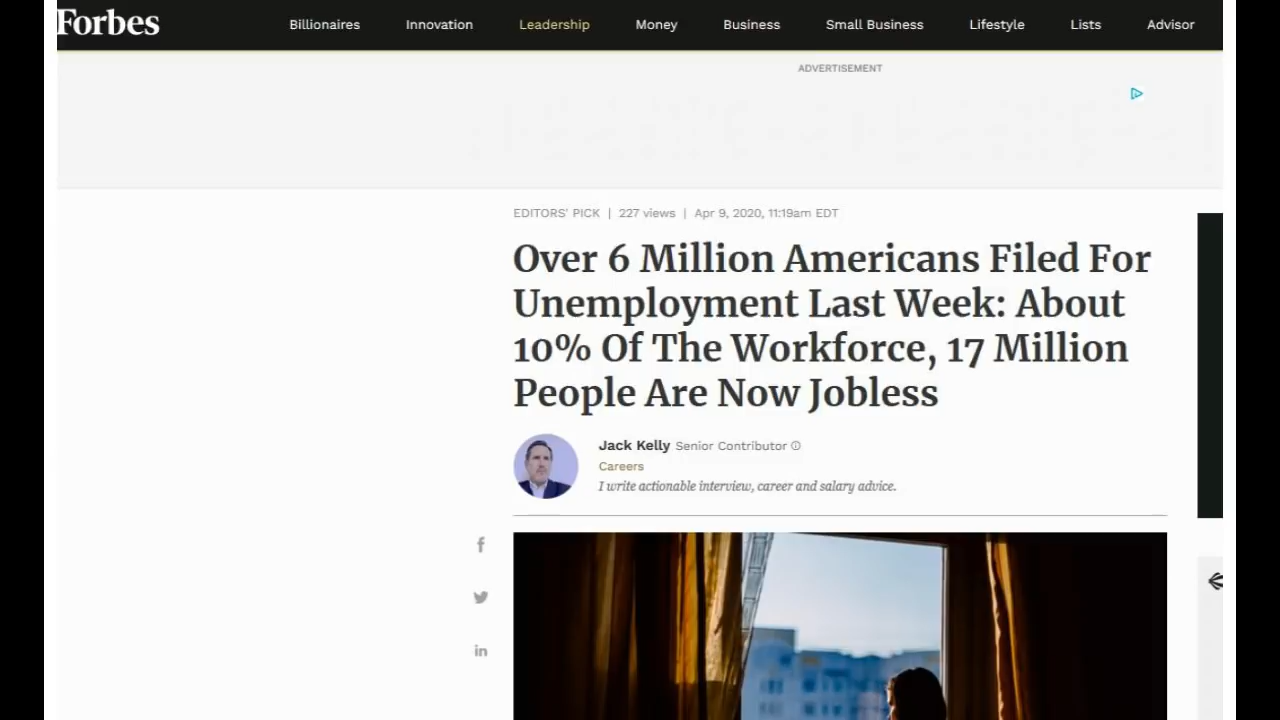 Forbes
Billionaires Innovation Leadership Money Business Small Business Lifestyle Lists Advisor
ADVERTISEMENT
EDITORS' PICK | 227 views | Apr 9, 2020, 11:19am EDT
Over 6 Million Americans Filed For
Unemployment Last Week: About
10% Of The Workforce, 17 Million
People Are Now Jobless
Jack Kelly Senior Contributor
Careers
I write actionable interview, career and salary advice.